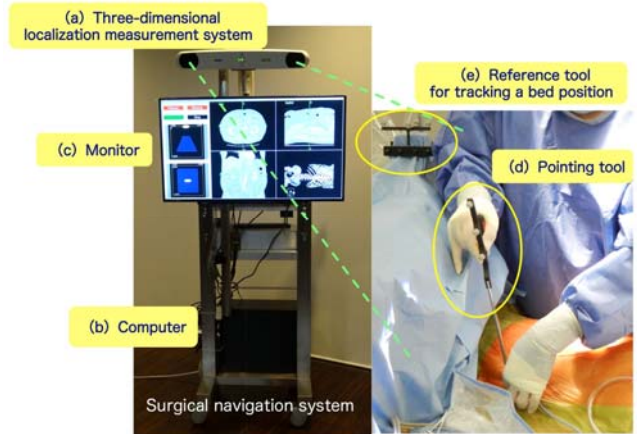 (a) Three-dimensional
localization measurement system
(e) Reference tool
for tracking a bed position
(c) Monitor
(d) Pointing tool
(b) Computer
Surgical navigation system